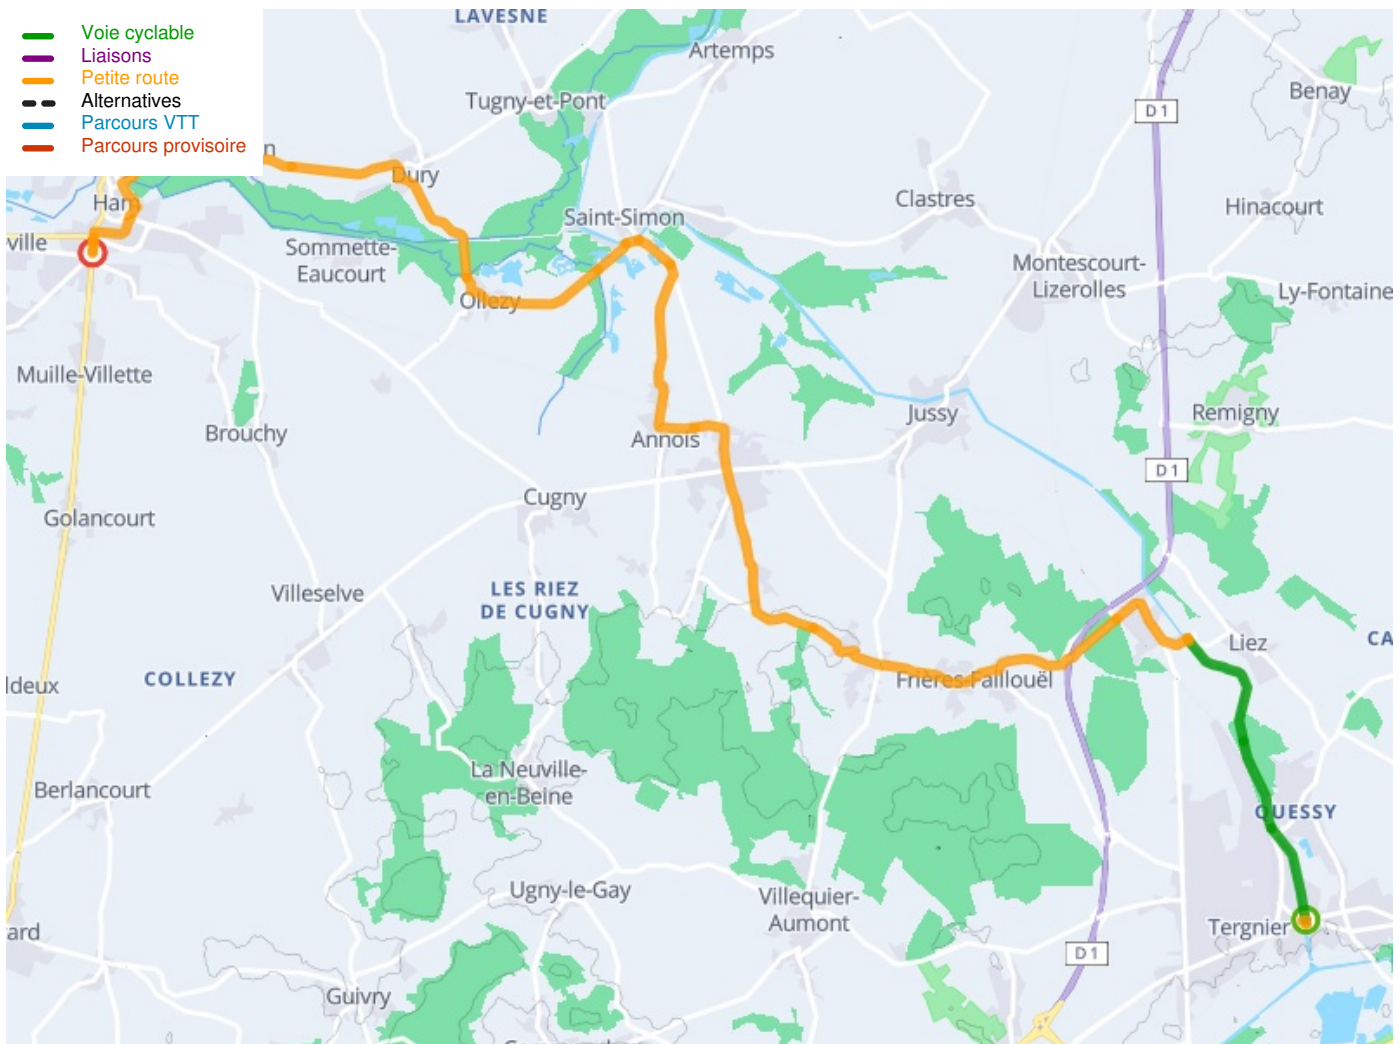 Voie cyclable
Liaisons
Petite route
Alternatives
Parcours VTT
Parcours provisoire
LAVESNE
Artemps
Tugny-et-Pont
Benay
D 1
n
Dury
Ham
Saint-Simon
Clastres
Hinacourt
ville
Sommette-
Eaucourt
Montescourt-
Lizerolles
Ly-Fontaine
Ollezy
Muille-Villette
Brouchy
Annois
Jussy
Remigny
D 1
Cugny
Golancourt
Villeselve
LES RIEZ
DE CUGNY
Liez
CA
COLLEZY
ldeux
Frières-Faillouël
La Neuville-
en-Beine
Berlancourt
QUESSY
Ugny-le-Gay
Villequier-
Aumont
Tergnier
ard
D 1
Guivry